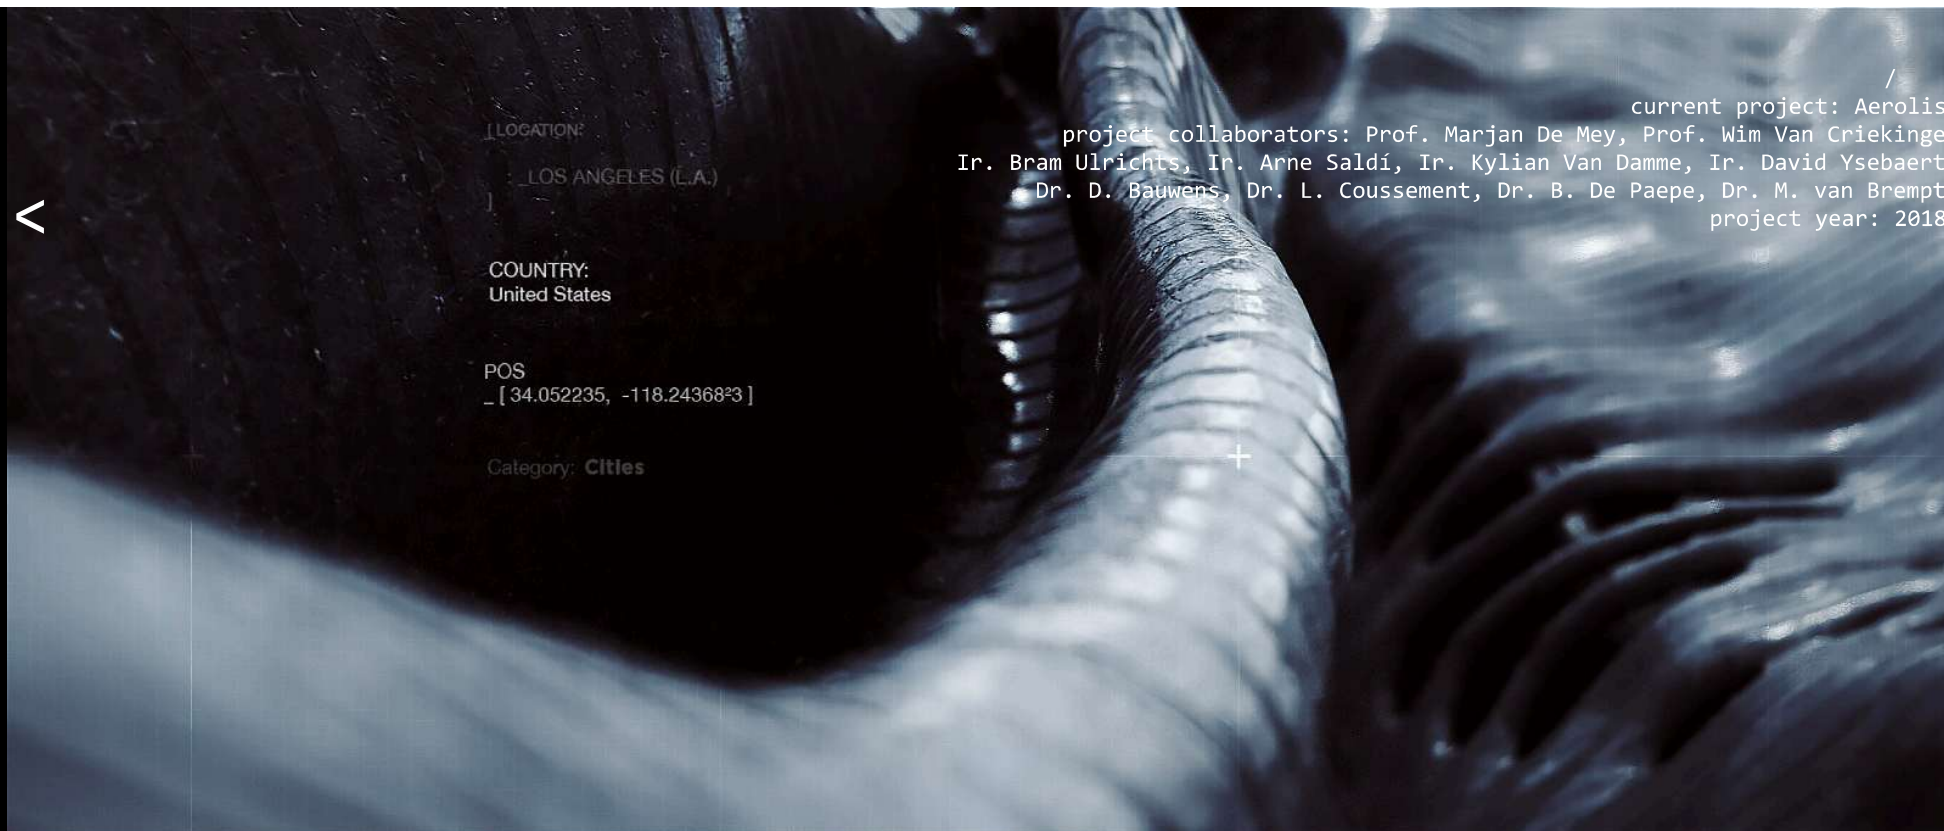 /
current project: Aerolis
project collaborators: Prof. Marjan De Mey, Prof. Wim Van Criekinge
Ir. Bram Ulrichts, Ir. Arne Saldí, Ir. Kylian Van Damme, Ir. David Ysebaert
Dr. D. Bauwens, Dr. L. Coussement, Dr. B. De Paepe, Dr. M. van Brempt
project year: 2018
<
[ LOCATION:
: _LOS ANGELES (L.A.)
]
COUNTRY:
United States
POS
_ [ 34.052235, -118.24368²3 ]
Category: Cities
+